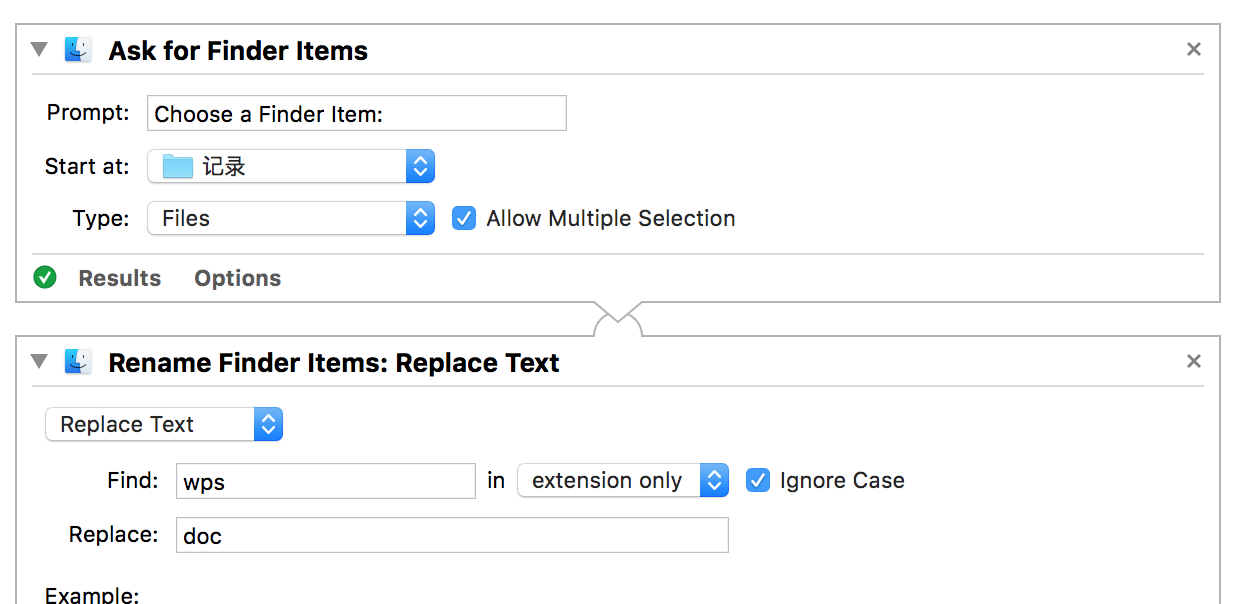 Ask for Finder Items
Prompt: Choose a Finder Item:
Start at: 记录
Type: Files Allow Multiple Selection
Results Options
Rename Finder Items: Replace Text
Replace Text
Find: wps in extension only Ignore Case
Replace: doc
Example: